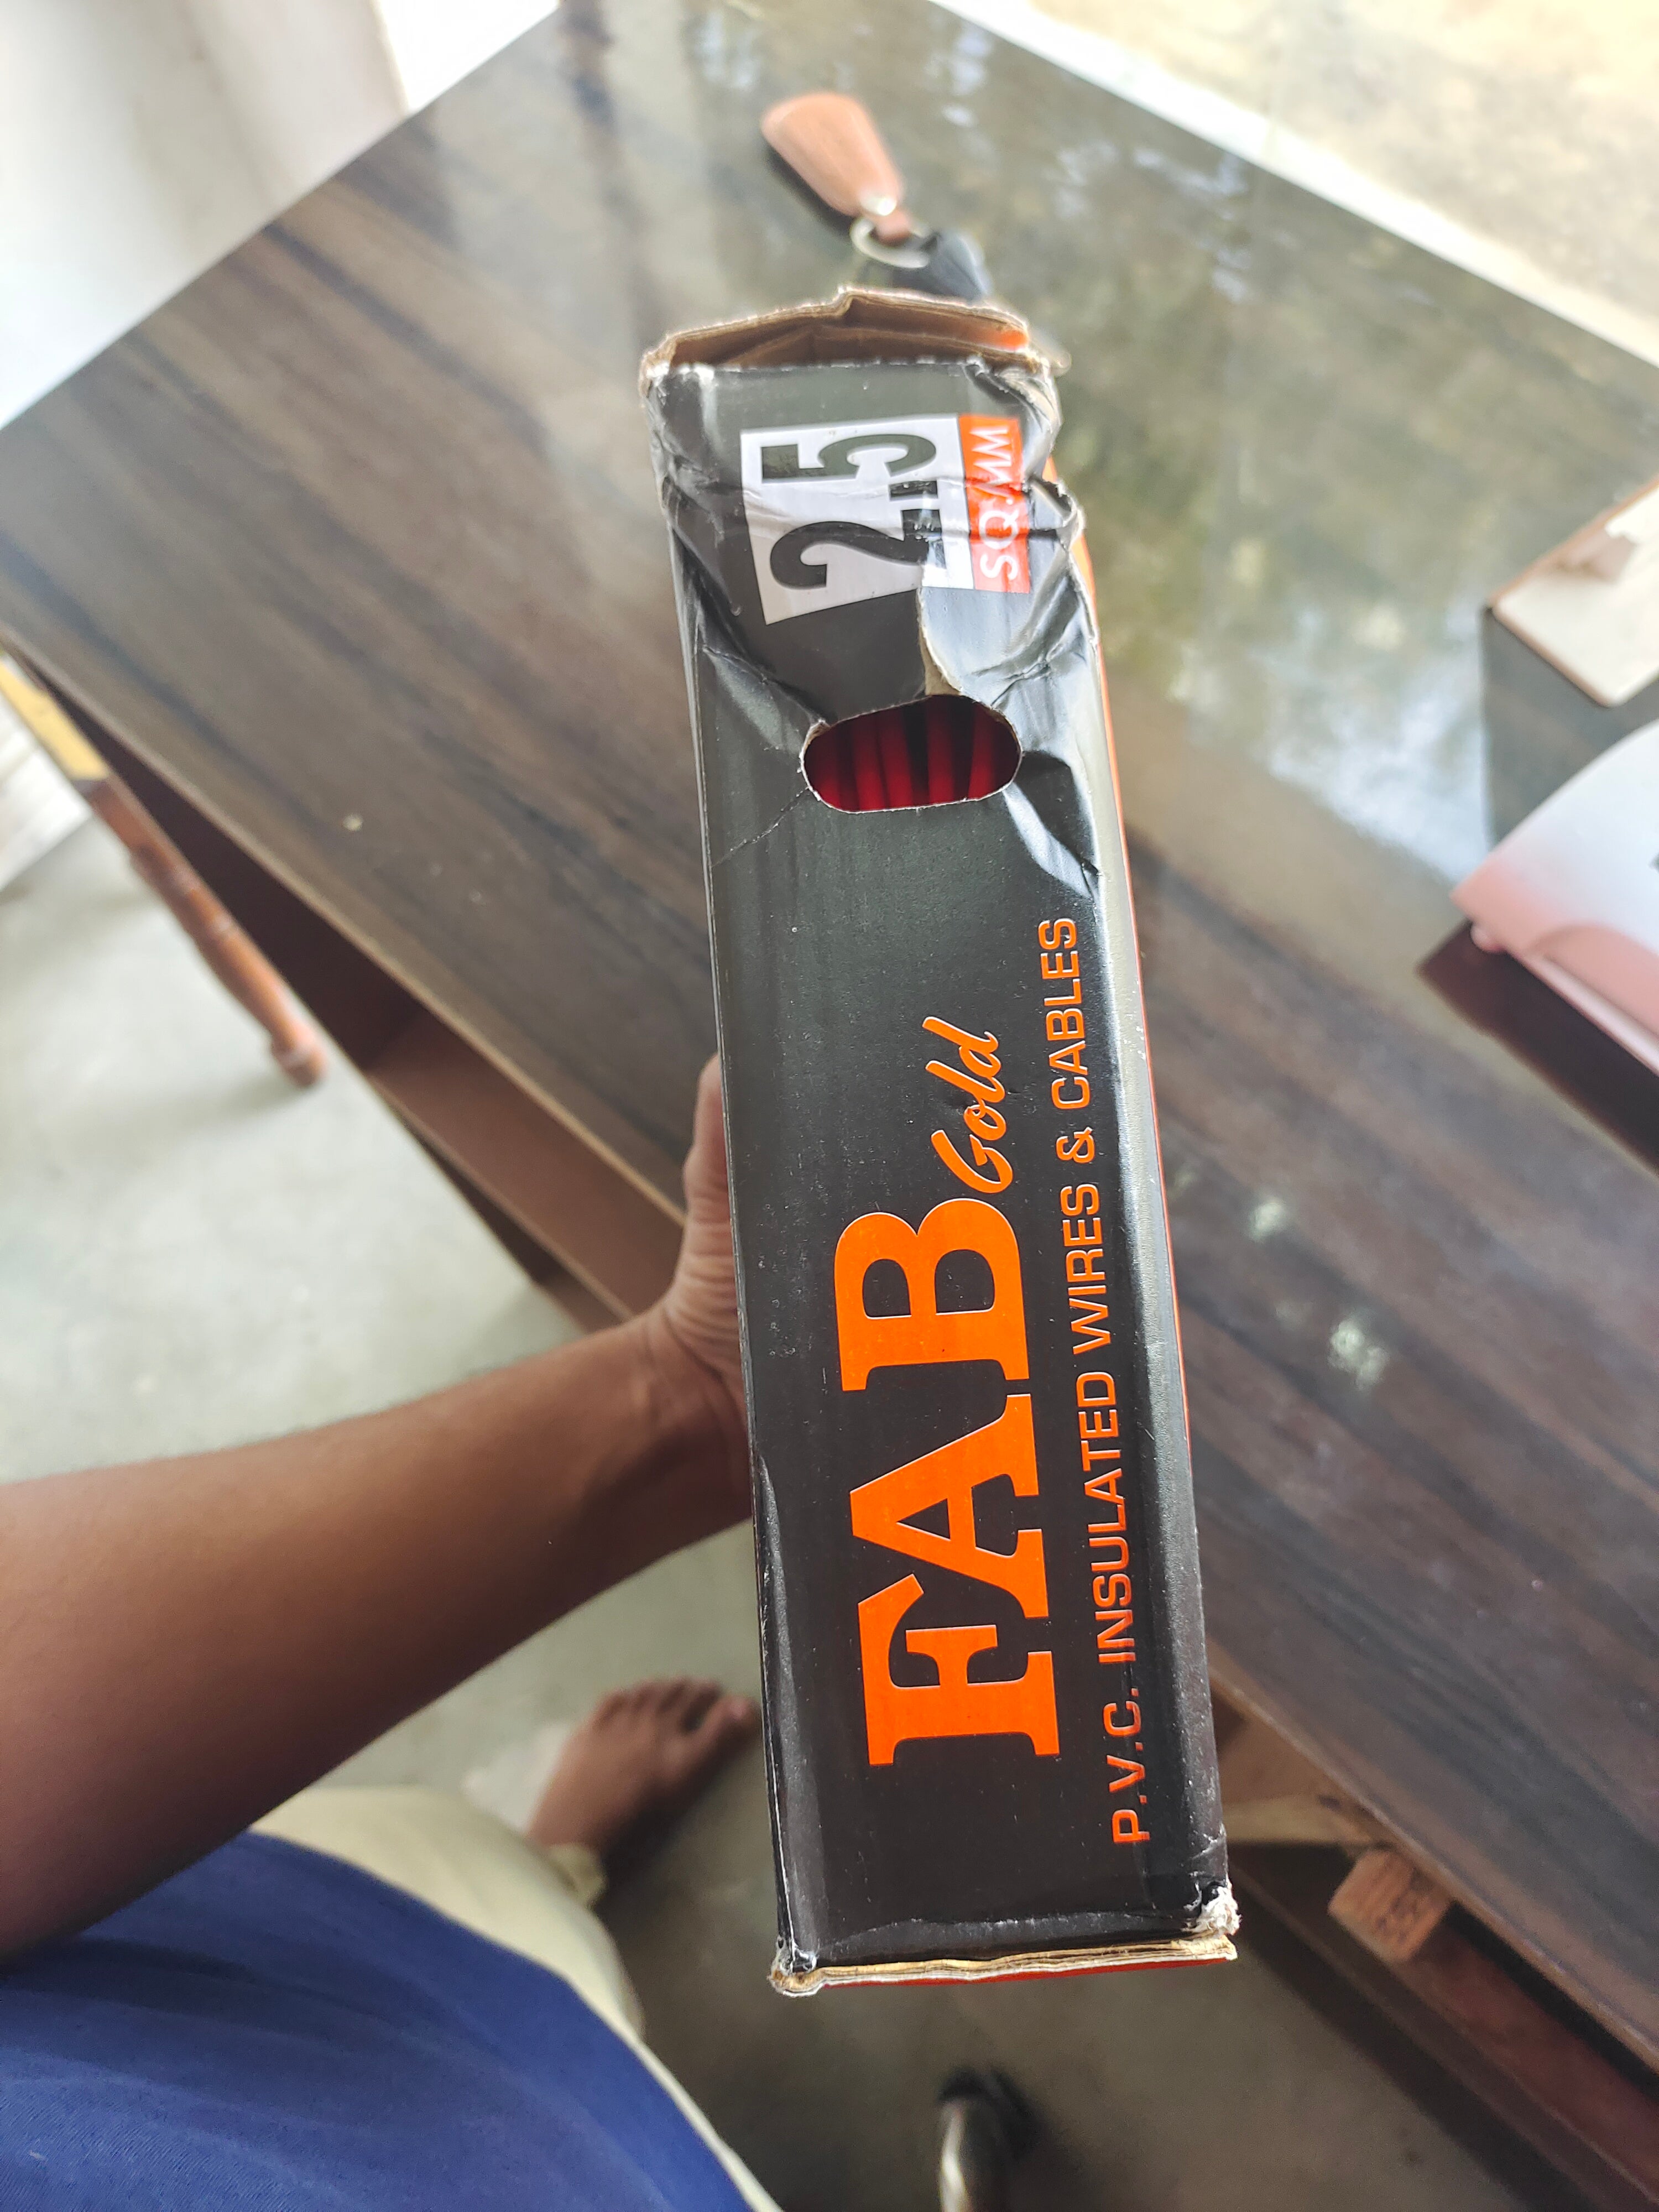 2.5
SQ.MM
FAB Gold
P.V.C. INSULATED WIRES & CABLES